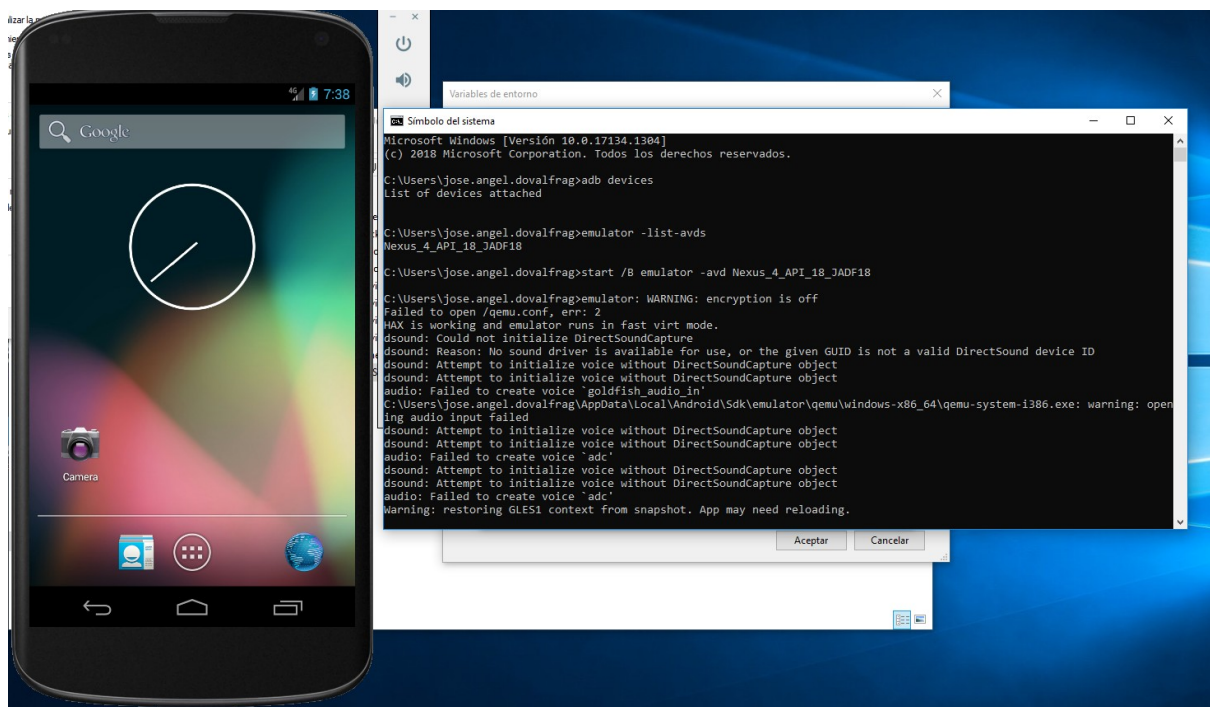 4G 7:38
Google
Camera
Variables de entorno
Símbolo del sistema
Microsoft Windows [Versión 10.0.17134.1304]
(c) 2018 Microsoft Corporation. Todos los derechos reservados.
C:\Users\jose.angel.dovalfrag>adb devices
List of devices attached
C:\Users\jose.angel.dovalfrag>emulator -list-avds
Nexus_4_API_18_JADF18
C:\Users\jose.angel.dovalfrag>start /B emulator -avd Nexus_4_API_18_JADF18
C:\Users\jose.angel.dovalfrag>emulator: WARNING: encryption is off
Failed to open /qemu.conf, err: 2
HAX is working and emulator runs in fast virt mode.
dsound: Could not initialize DirectSoundCapture
dsound: Reason: No sound driver is available for use, or the given GUID is not a valid DirectSound device ID
dsound: Attempt to initialize voice without DirectSoundCapture object
dsound: Attempt to initialize voice without DirectSoundCapture object
audio: Failed to create voice `goldfish_audio_in'
C:\Users\jose.angel.dovalfrag\AppData\Local\Android\Sdk\emulator\qemu\windows-x86_64\qemu-system-i386.exe: warning: open
ing audio input failed
dsound: Attempt to initialize voice without DirectSoundCapture object
dsound: Attempt to initialize voice without DirectSoundCapture object
audio: Failed to create voice `adc'
dsound: Attempt to initialize voice without DirectSoundCapture object
dsound: Attempt to initialize voice without DirectSoundCapture object
audio: Failed to create voice `adc'
Warning: restoring GLES1 context from snapshot. App may need reloading.
Aceptar Cancelar